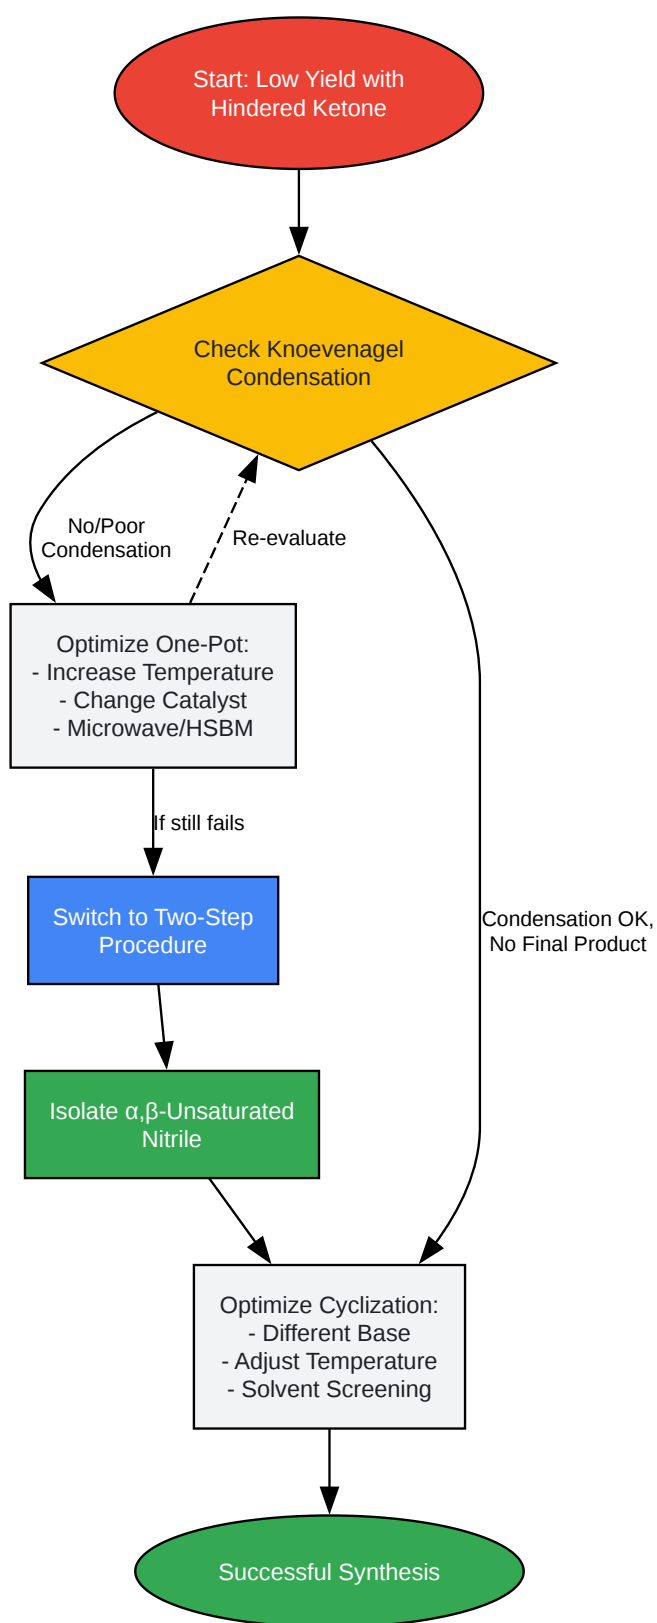 Start: Low Yield with
Hindered Ketone
Check Knoevenagel
Condensation
No/Poor
Condensation
Re-evaluate
Optimize One-Pot:
- Increase Temperature
- Change Catalyst
- Microwave/HSBM
If still fails
Switch to Two-Step
Procedure
Condensation OK,
No Final Product
Isolate α,β-Unsaturated
Nitrile
Optimize Cyclization:
- Different Base
- Adjust Temperature
- Solvent Screening
Successful Synthesis